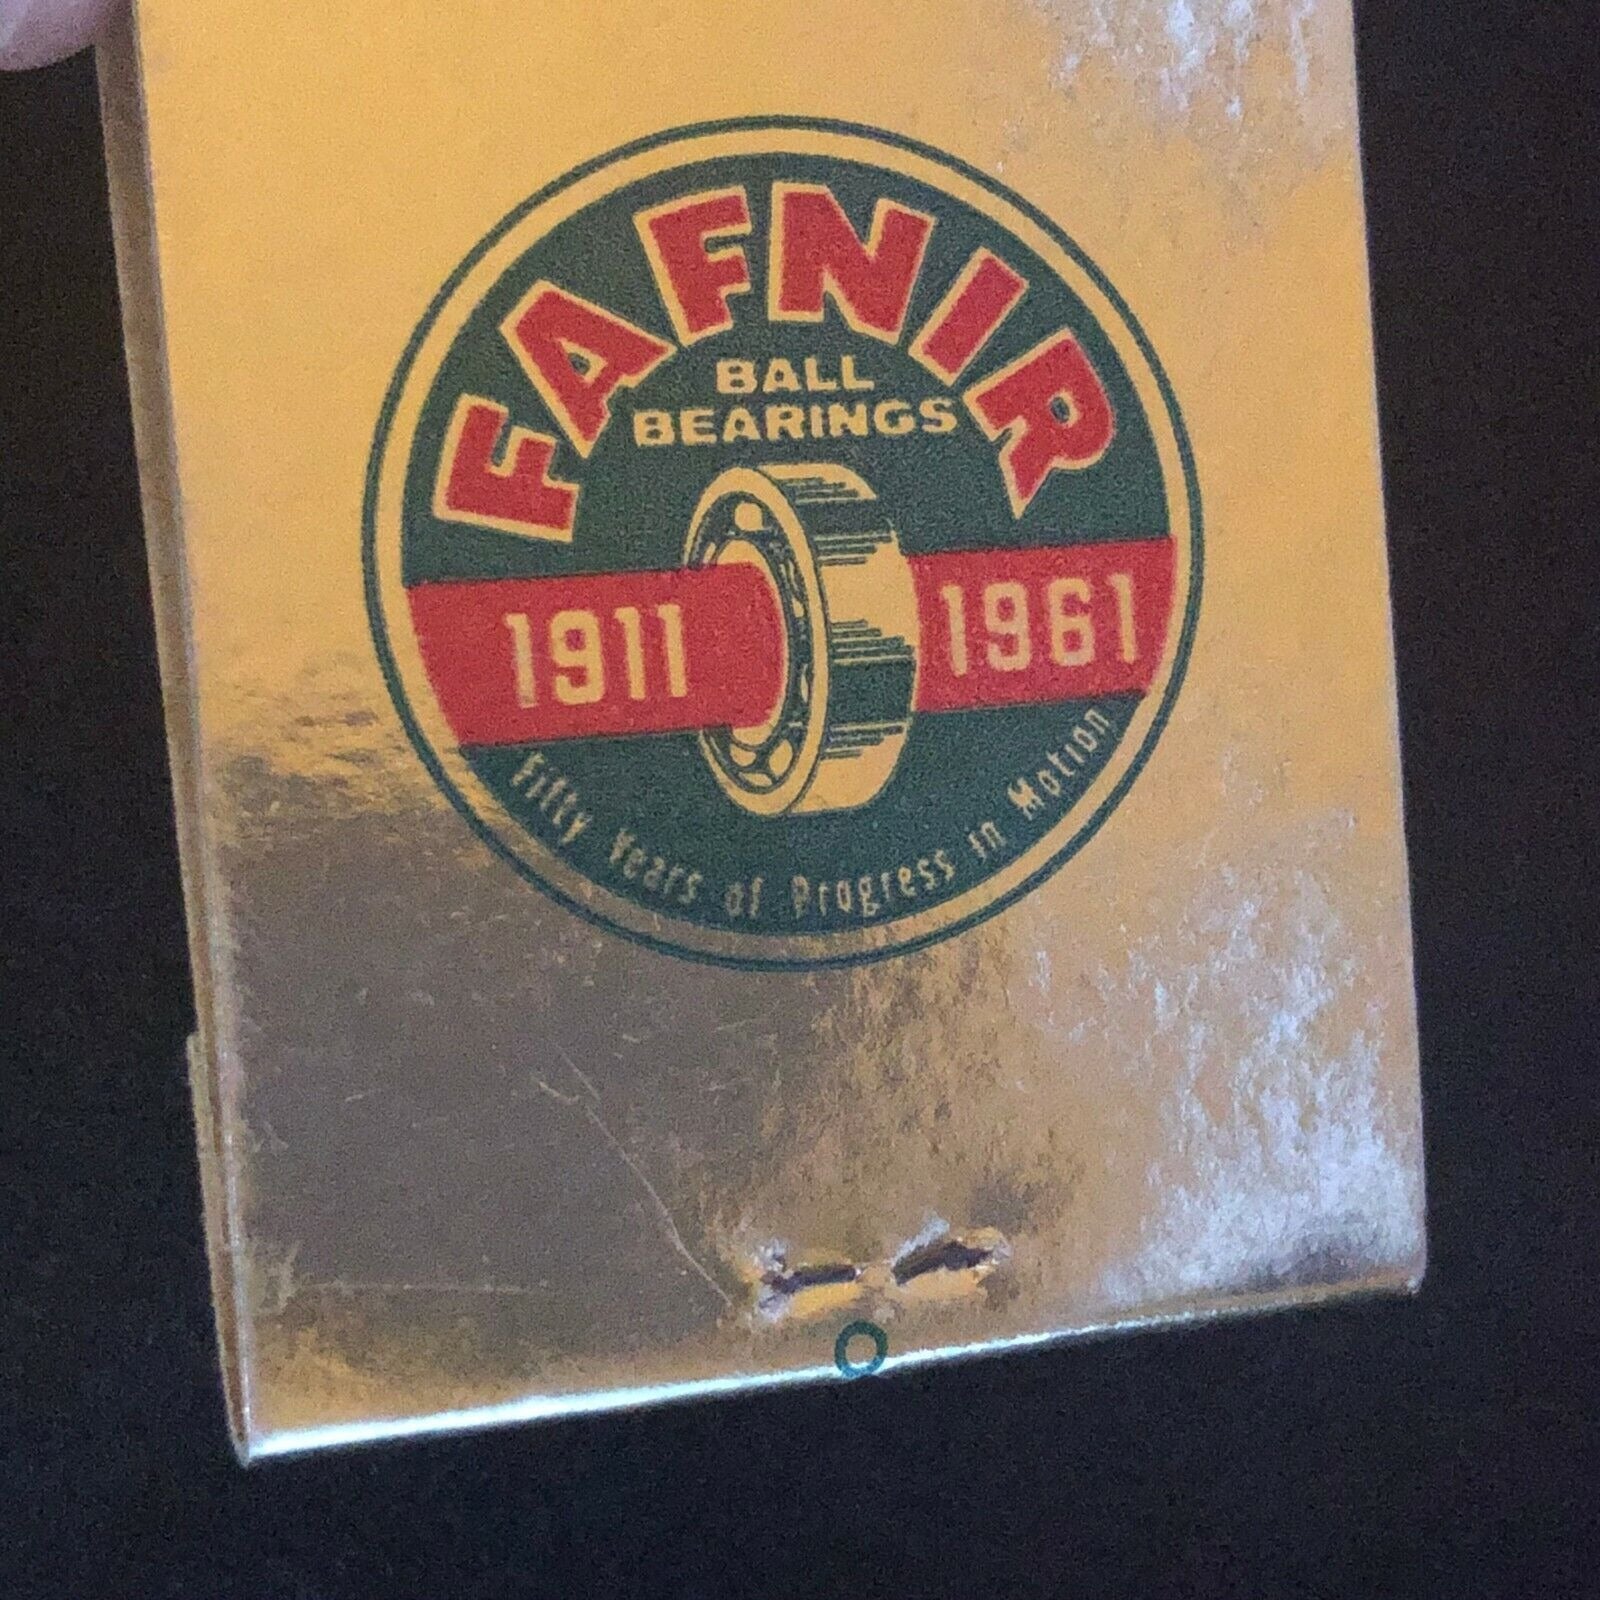 FAFNIR
BALL
BEARINGS
1911 1961
Fifty Years of Progress in Motion